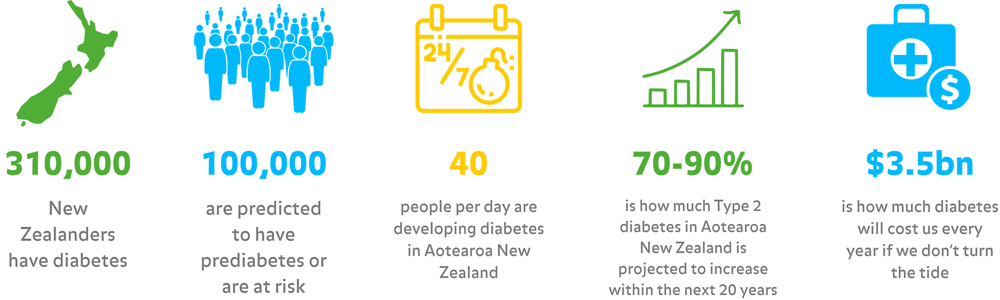 24/7
$
310,000
New
Zealanders
have diabetes
100,000
are predicted
to have
prediabetes or
are at risk
40
people per day are
developing diabetes
in Aotearoa New
Zealand
70-90%
is how much Type 2
diabetes in Aotearoa
New Zealand is
projected to increase
within the next 20 years
$3.5bn
is how much diabetes
will cost us every
year if we don’t turn
the tide